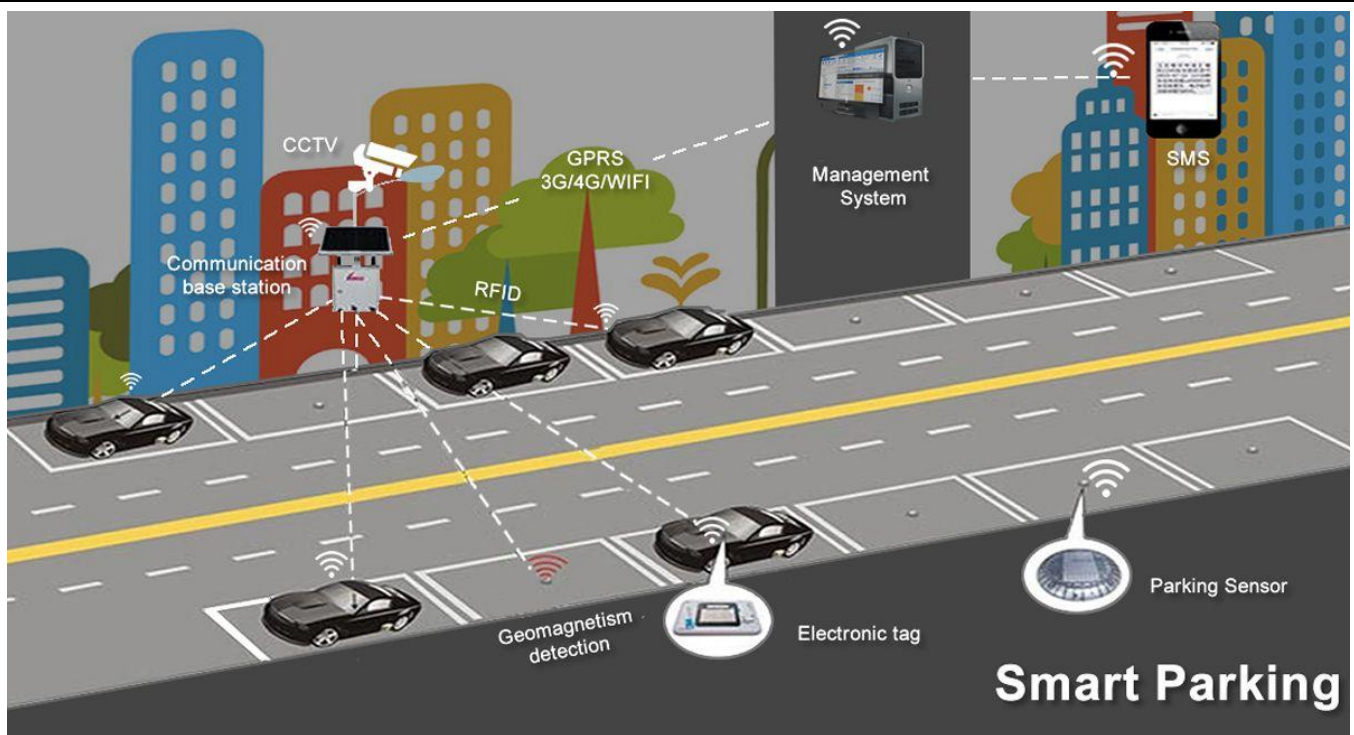 CCTV
GPRS
3G/4G/WIFI
Management
System
SMS
Communication
base station
RFID
Geomagnetism
detection
Electronic tag
Parking Sensor
Smart Parking